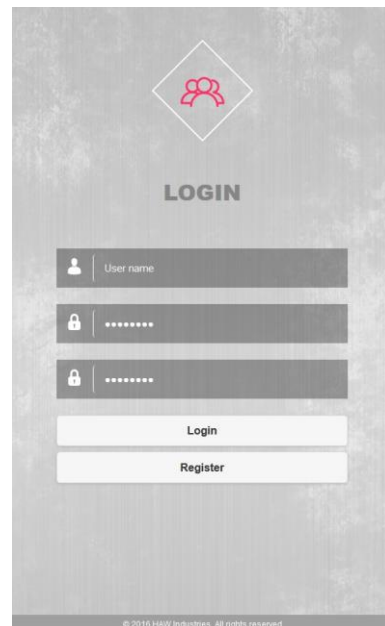 LOGIN
User name
••••••••
••••••••
Login
Register
© 2016 HAW Industries. All rights reserved.